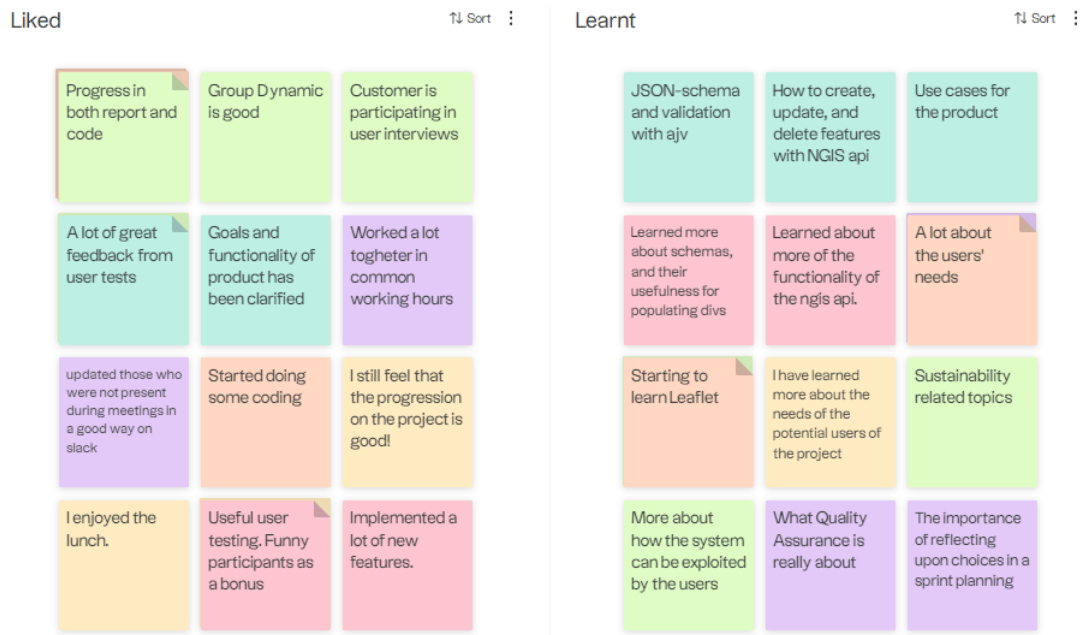 Liked
Sort
Progress in
both report and
code
Group Dynamic
is good
Customer is
participating in
user interviews
A lot of great
feedback from
user tests
Goals and
functionality of
product has
been clarified
Worked a lot
togheter in
common
working hours
updated those who
were not present
during meetings in
a good way on
slack
Started doing
some coding
I still feel that
the progression
on the project is
good!
I enjoyed the
lunch.
Useful user
testing. Funny
participants as
a bonus
Implemented a
lot of new
features.
Learnt
Sort
JSON-schema
and validation
with ajv
How to create,
update, and
delete features
with NGIS api
Use cases for
the product
Learned more
about schemas,
and their
usefulness for
populating divs
Learned about
more of the
functionality of
the ngis api.
A lot about
the users'
needs
Starting to
learn Leaflet
I have learned
more about the
needs of the
potential users of
the project
Sustainability
related topics
More about
how the system
can be exploited
by the users
What Quality
Assurance is
really about
The importance
of reflecting
upon choices in a
sprint planning